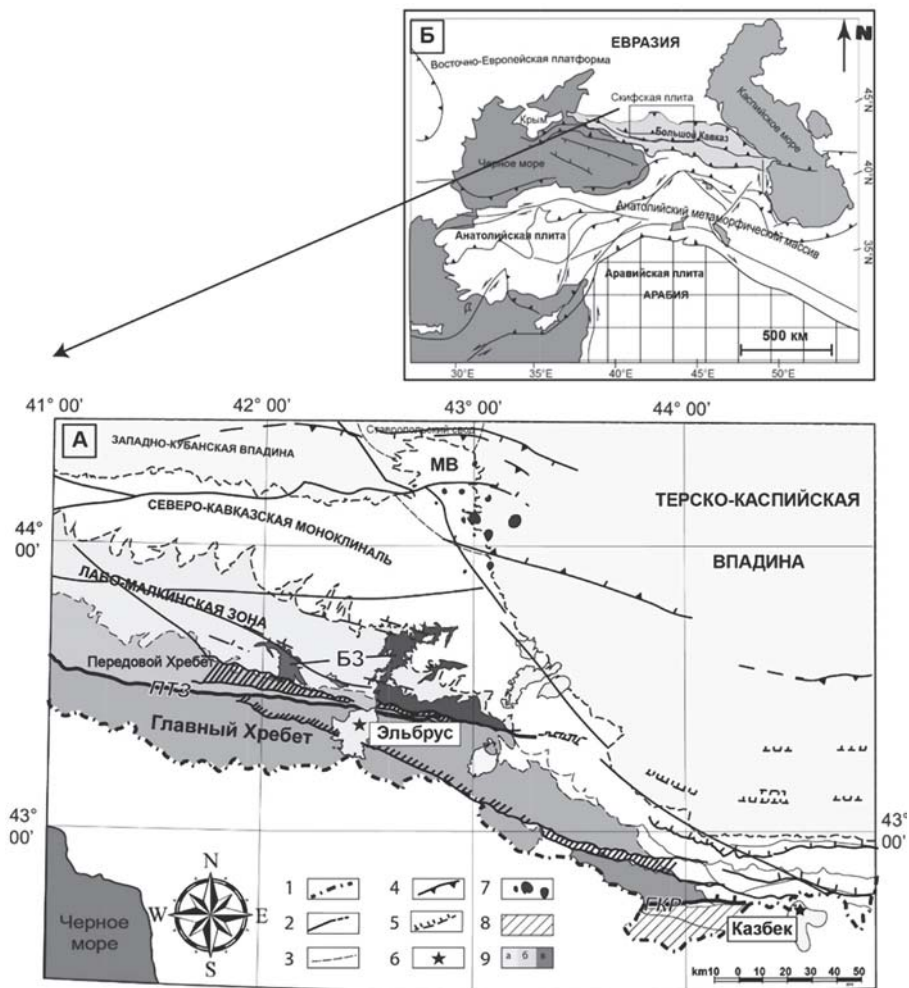 Б
ЕВРАЗИЯ
N
Восточно-Европейская платформа
45°N
Скифская плита
Каспийское море
Крым
Большой Кавказ
Черное море
40°N
Анатолийский метаморфический массив
Анатолийская плита
35°N
Аравийская плита
АРАБИЯ
500 км
30°E 35°E 40°E 45°E 50°E
41° 00' 42° 00' 43° 00' 44° 00'
А
Ставропольский свод
ЗАПАДНО-КУБАНСКАЯ ВПАДИНА
МВ
ТЕРСКО-КАСПИЙСКАЯ
СЕВЕРО-КАВКАЗСКАЯ МОНОКЛИНАЛЬ
44°
00'
ВПАДИНА
ЛАБО-МАЛКИНСКАЯ ЗОНА
БЗ
Передовой Хребет
ПТЗ
Главный Хребет
Эльбрус
43°
00'
43°
00'
N
W E
S
1 4 7
2 5 8
3 6 9 а б в
Черное
море
ГКР
Казбек
km10 0 10 20 30 40 50